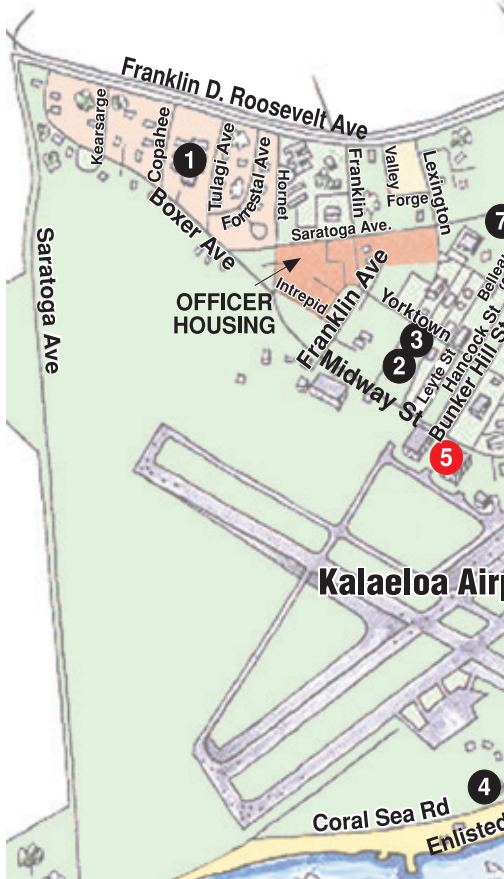 Franklin D. Roosevelt Ave
Kearsarge
Copahee
1
Tulagi Ave
Forrestal Ave
Hornet
Franklin
Valley
Forge
Lexington
7
Saratoga Ave.
Boxer Ave
Saratoga Ave
OFFICER
HOUSING
Intrepid
Franklin Ave
Yorktown
3
2
Midway St
Leyte St
Hancock St
Bunker Hill S
Bellea
5
Kalaeloa Airp
4
Coral Sea Rd
Enlisted